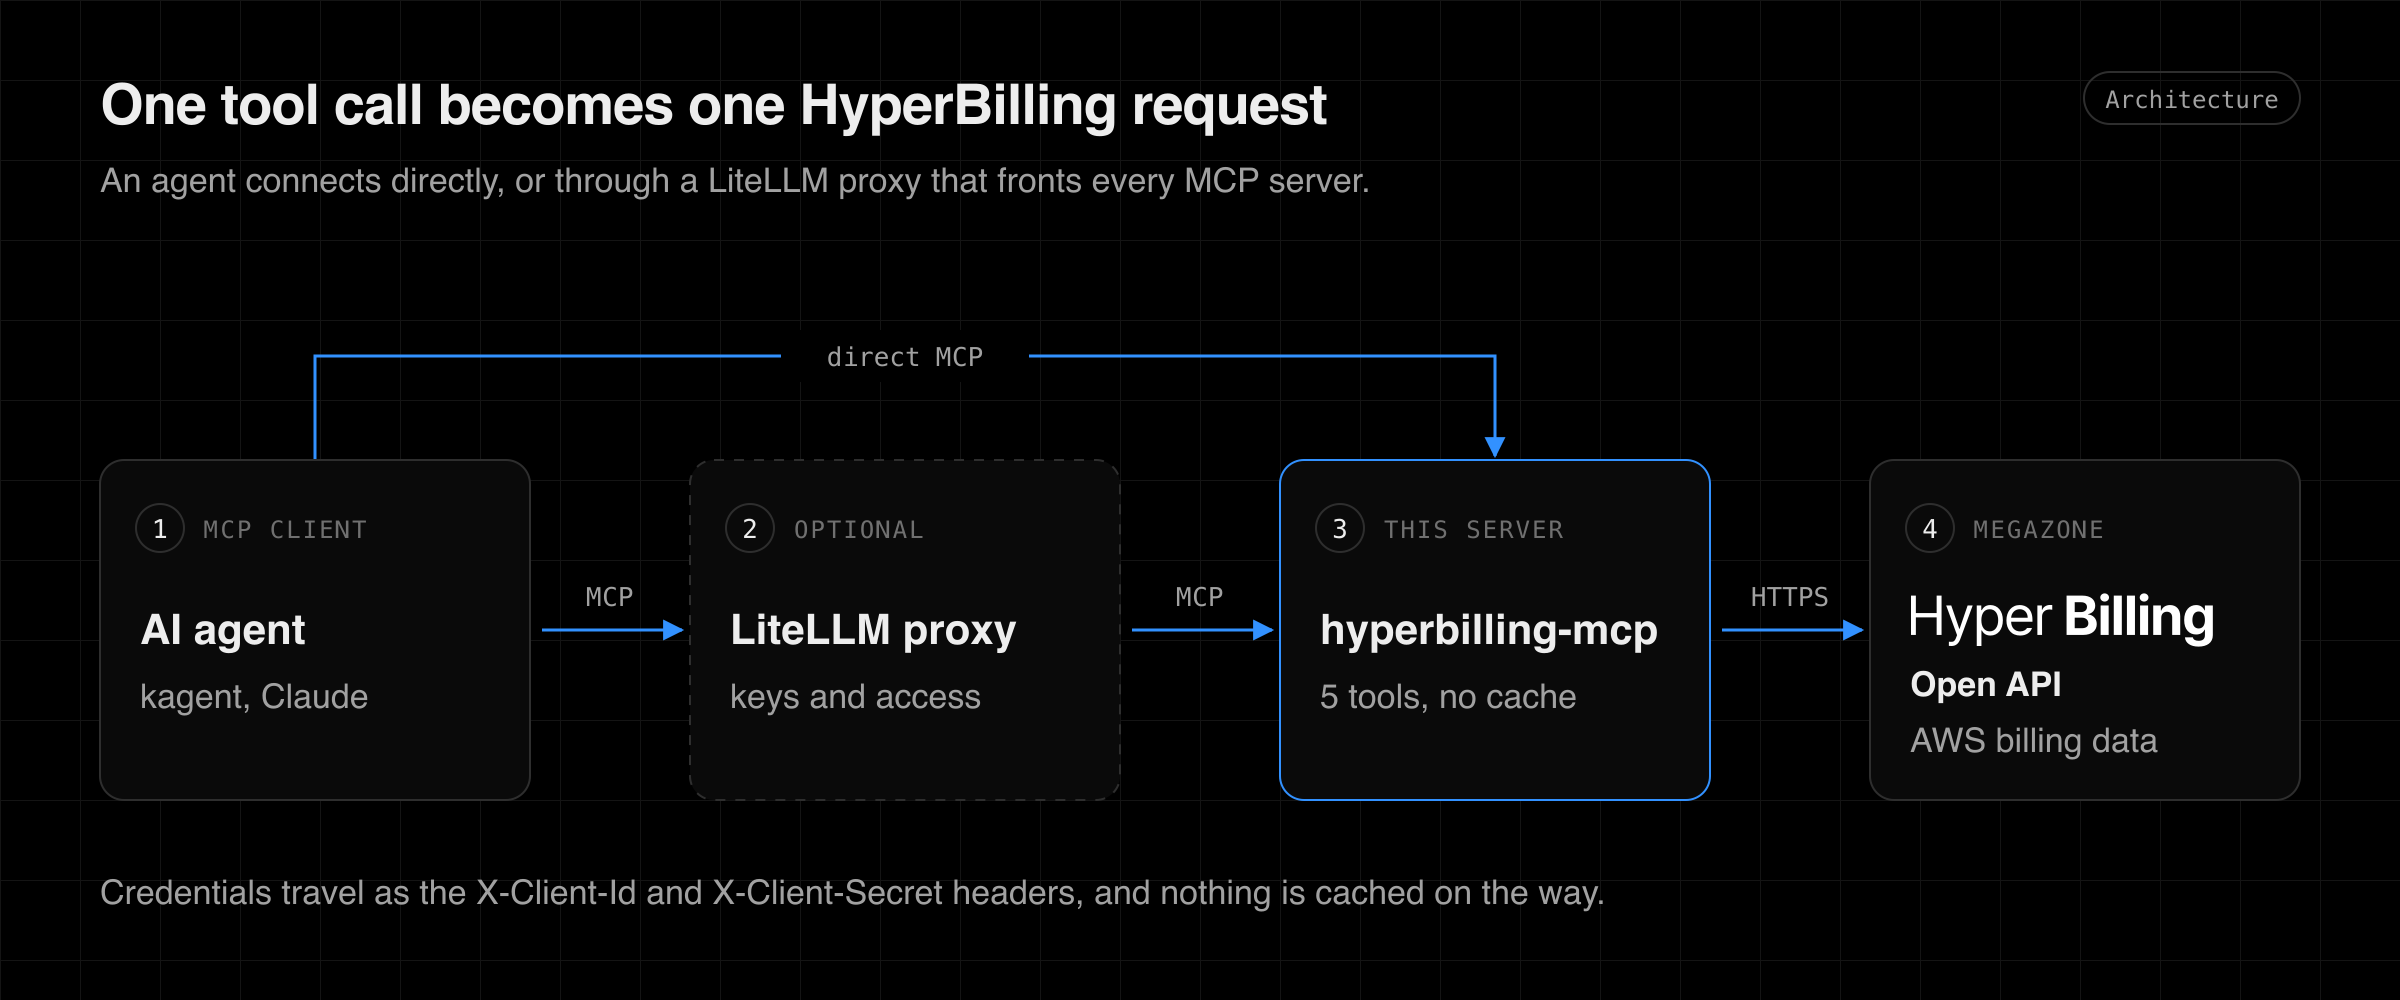 One tool call becomes one HyperBilling request
Architecture
An agent connects directly, or through a LiteLLM proxy that fronts every MCP server.
direct MCP
1 MCP CLIENT
AI agent
kagent, Claude
MCP
2 OPTIONAL
LiteLLM proxy
keys and access
MCP
3 THIS SERVER
hyperbilling-mcp
5 tools, no cache
HTTPS
4 MEGAZONE
Hyper Billing
Open API
AWS billing data
Credentials travel as the X-Client-Id and X-Client-Secret headers, and nothing is cached on the way.